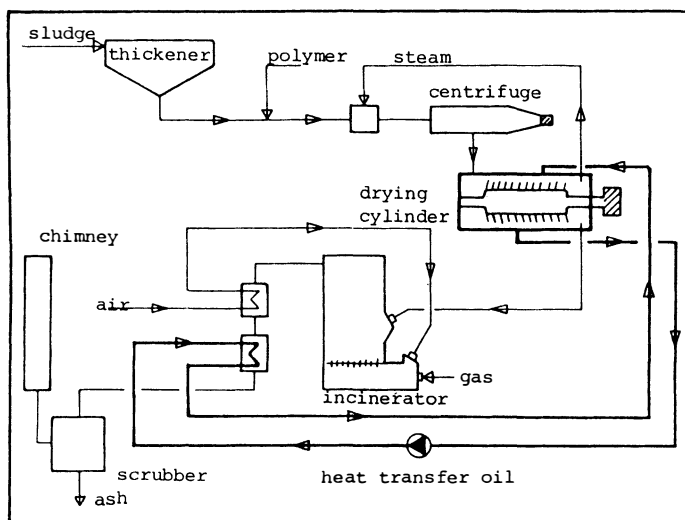 sludge
thickener
polymer
steam
centrifuge
drying
cylinder
chimney
air
gas
incinerator
scrubber
heat transfer oil
ash